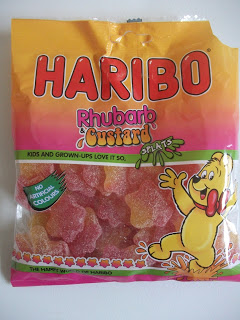 HARIBO
Rhubarb
& Custard
SPLATS
KIDS AND GROWN-UPS LOVE IT SO,
NO
ARTIFICIAL
COLOURS
THE HAPPY WORLD OF HARIBO